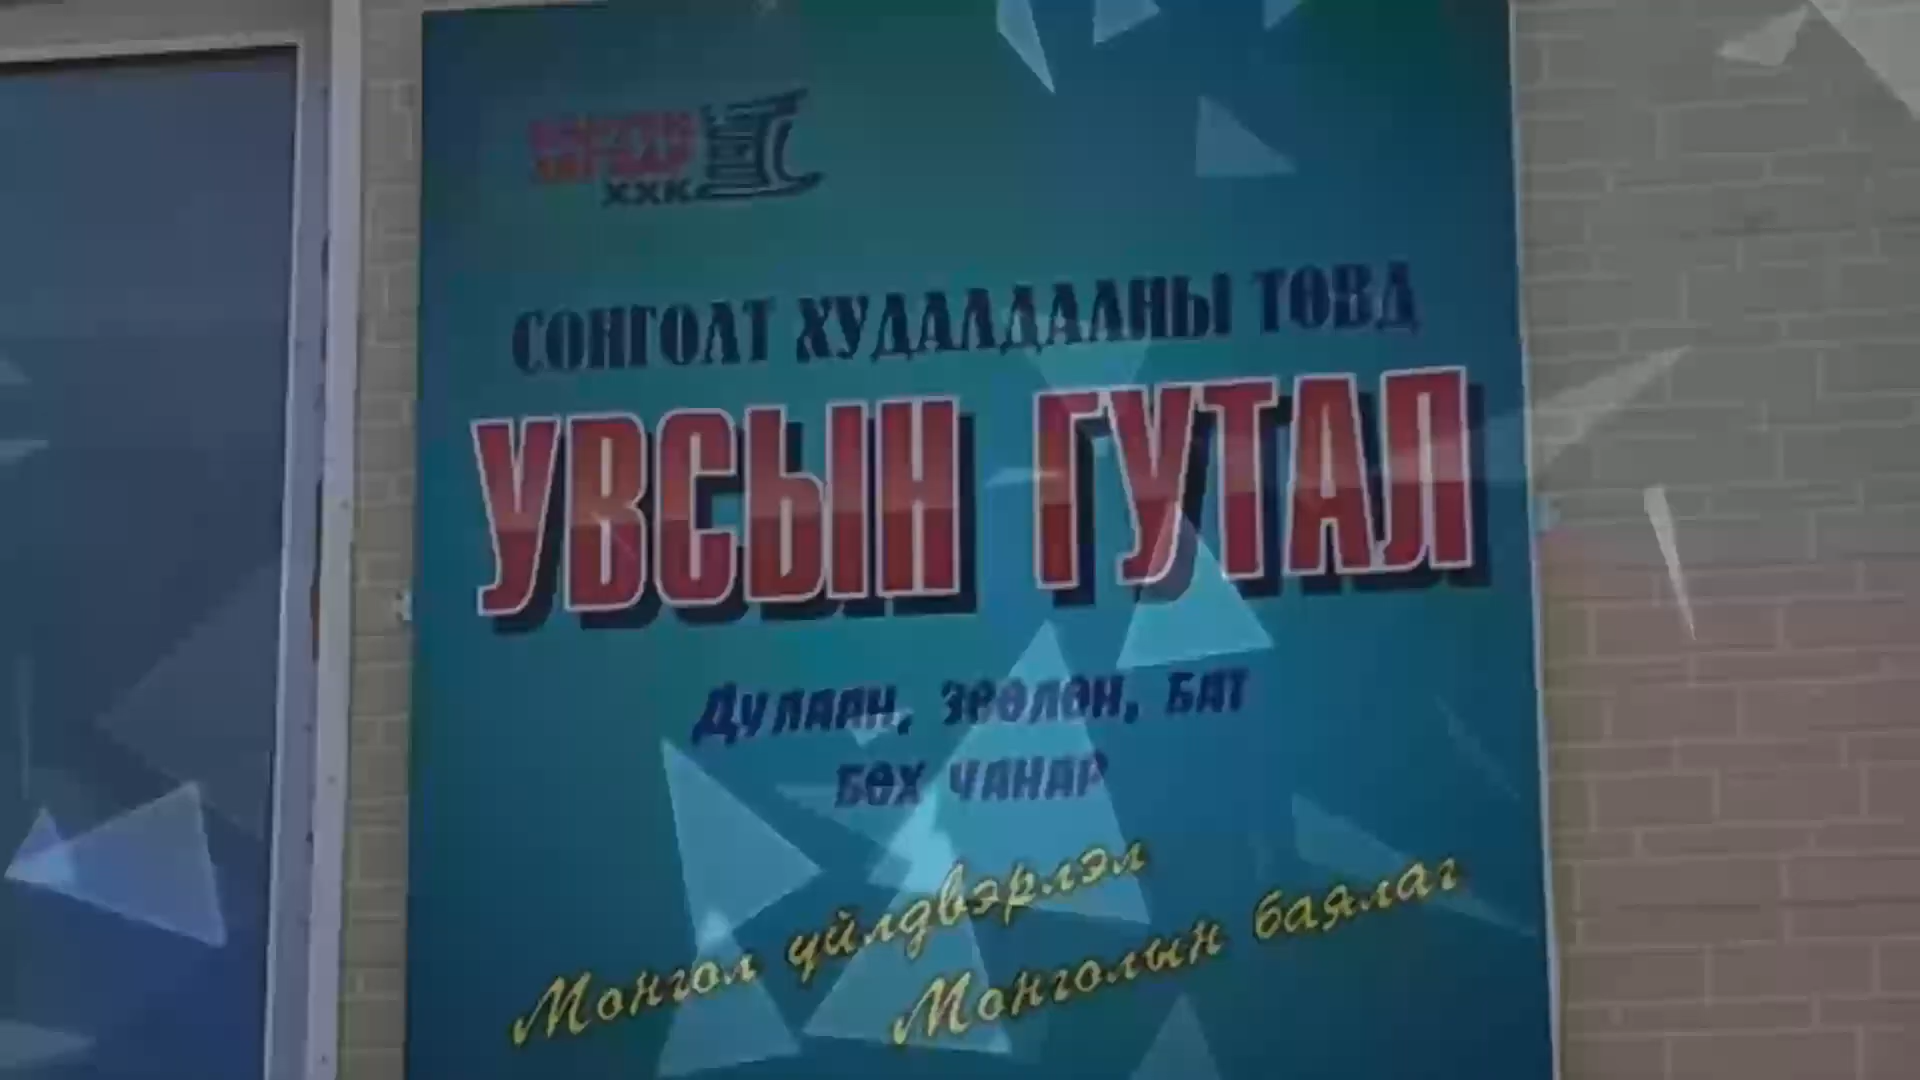 ХХК
СОНГОЛТ ХУДАЛДААНЫ ТӨВД
УВСЫН ГУТАЛ
Дулаан, зөөлөн, бат
бөх чанар
Монгол үйлдвэрлэл
Монголын баялаг